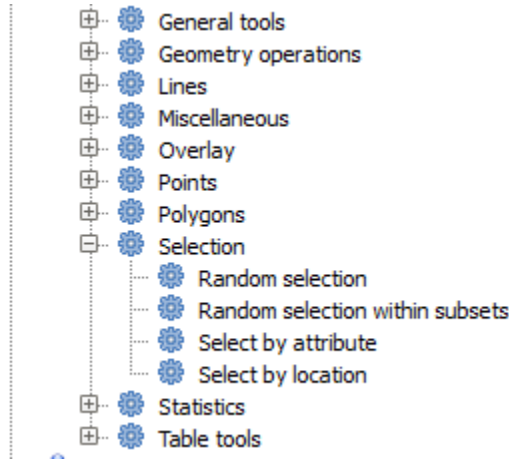 General tools
Geometry operations
Lines
Miscellaneous
Overlay
Points
Polygons
Selection
Random selection
Random selection within subsets
Select by attribute
Select by location
Statistics
Table tools